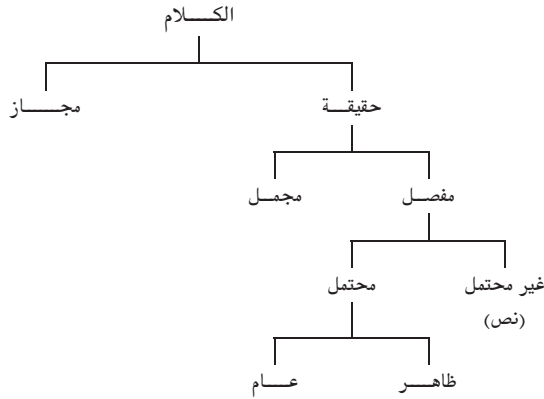 الكلام
حقيقة
مجاز
مفصل
مجمل
غير محتمل
(نص)
محتمل
ظاهر
عام